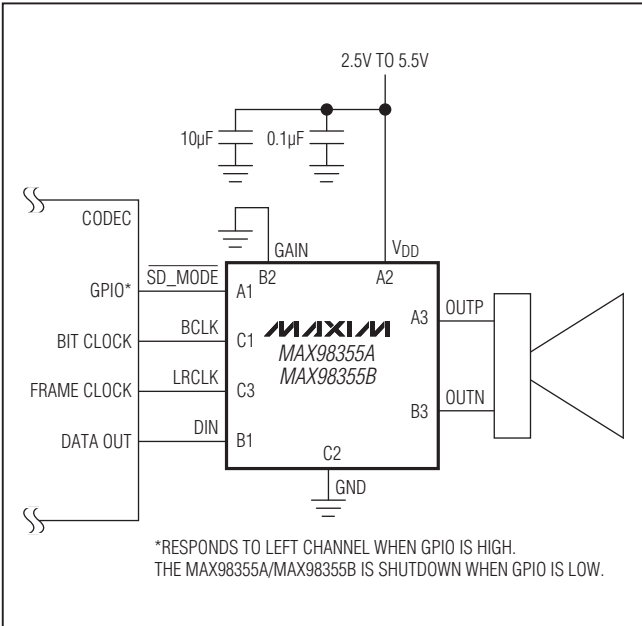 2.5V TO 5.5V
10µF
0.1µF
CODEC
GAIN
VDD
SD_MODE
B2
A2
GPIO*
A1
A3
OUTP
BIT CLOCK
BCLK
C1
MAXIM
MAX98355A
MAX98355B
FRAME CLOCK
LRCLK
C3
B3
OUTN
DATA OUT
DIN
B1
C2
GND
*RESPONDS TO LEFT CHANNEL WHEN GPIO IS HIGH.
THE MAX98355A/MAX98355B IS SHUTDOWN WHEN GPIO IS LOW.